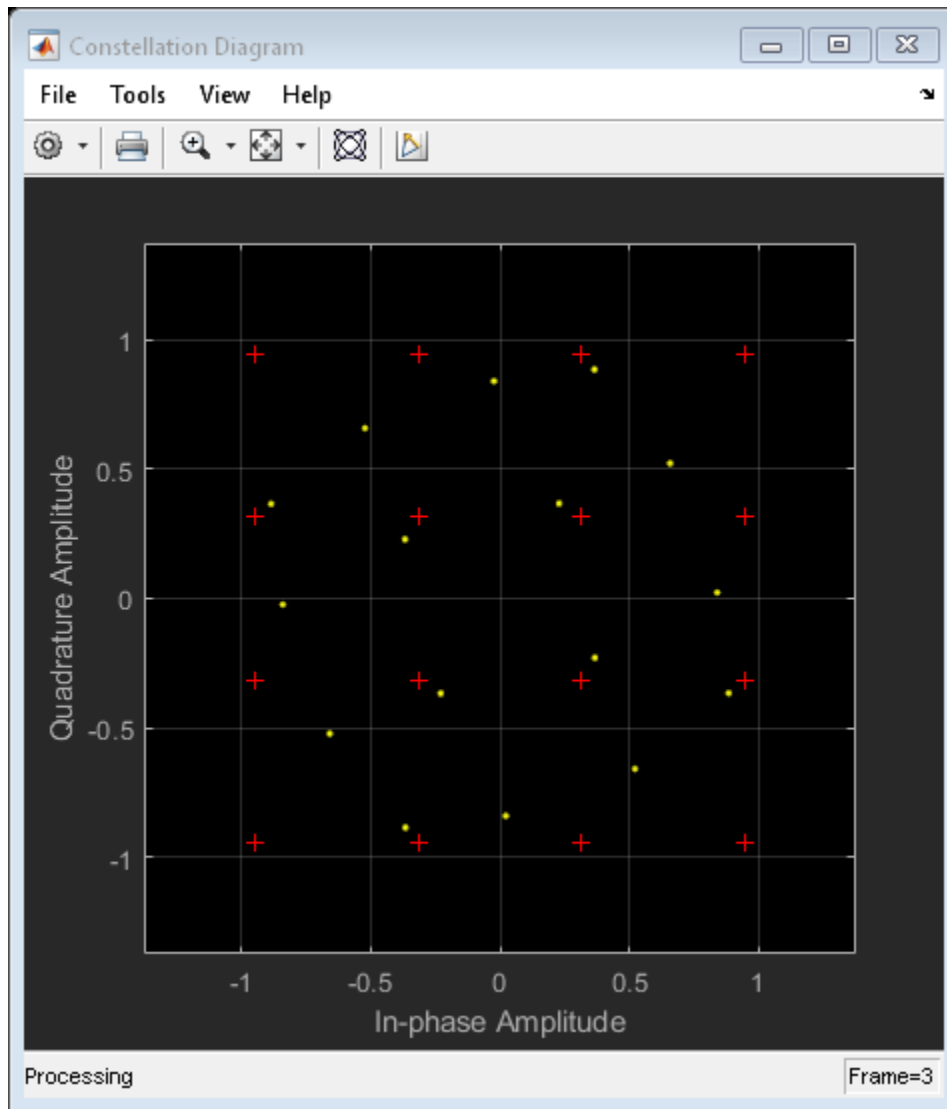 Constellation Diagram
File Tools View Help
1
0.5
0
-0.5
-1
Quadrature Amplitude
-1 -0.5 0 0.5 1
In-phase Amplitude
Processing Frame=3